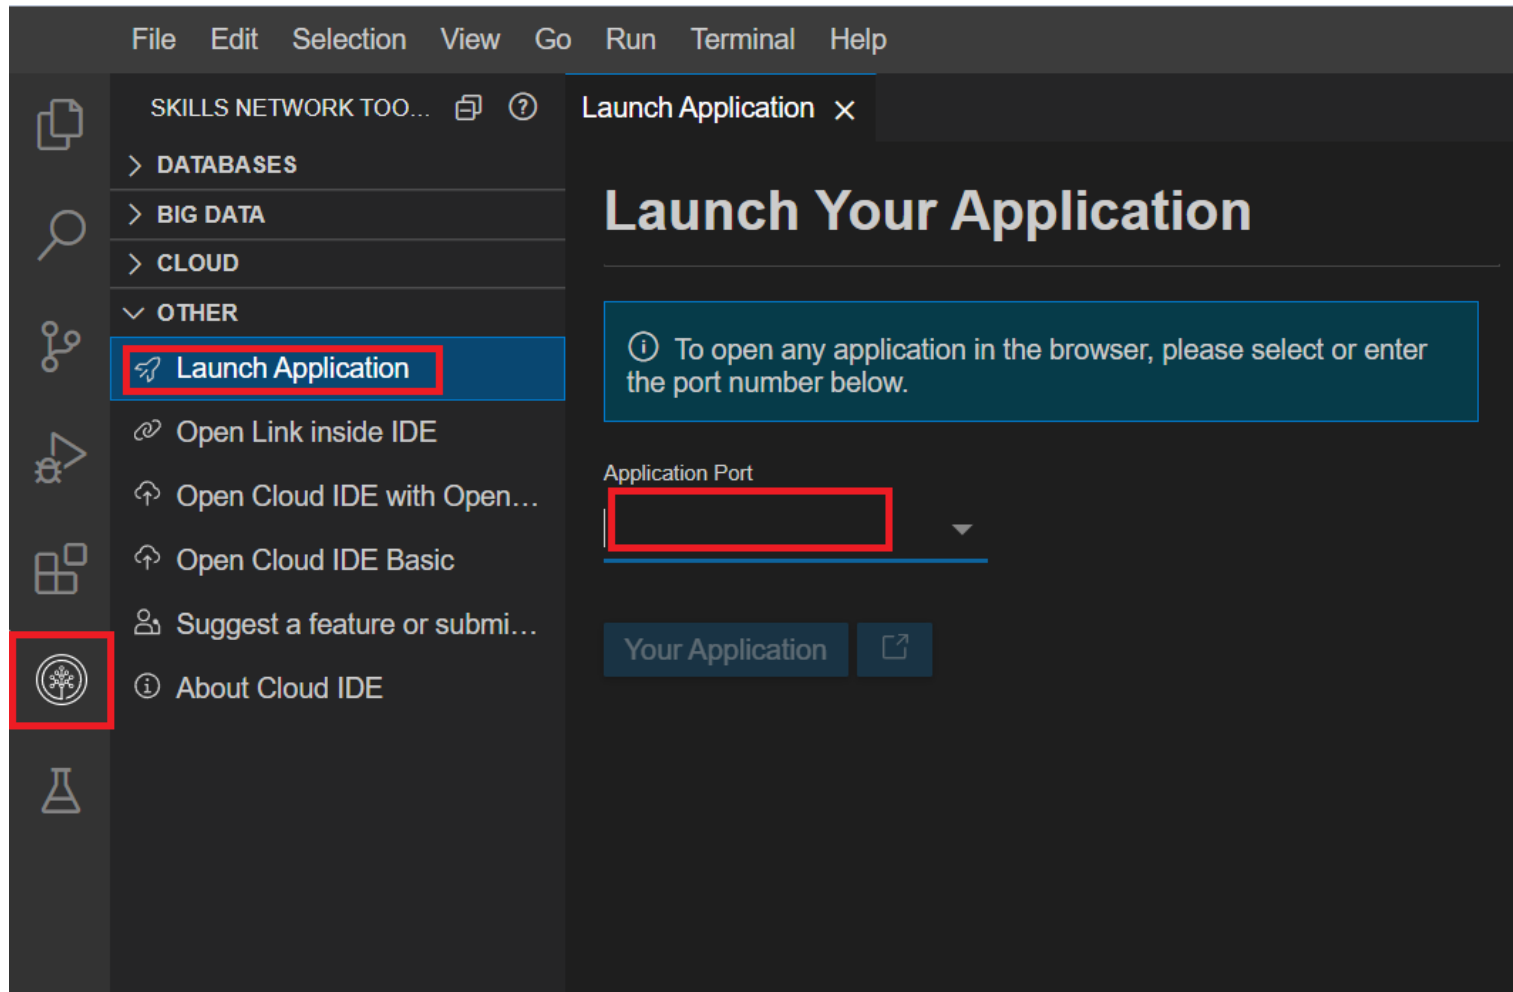 File Edit Selection View Go Run Terminal Help
SKILLS NETWORK TOO...
Launch Application
DATABASES
BIG DATA
CLOUD
OTHER
Launch Application
Open Link inside IDE
Open Cloud IDE with Open...
Open Cloud IDE Basic
Suggest a feature or submi...
About Cloud IDE
Launch Your Application
To open any application in the browser, please select or enter
the port number below.
Application Port
Your Application